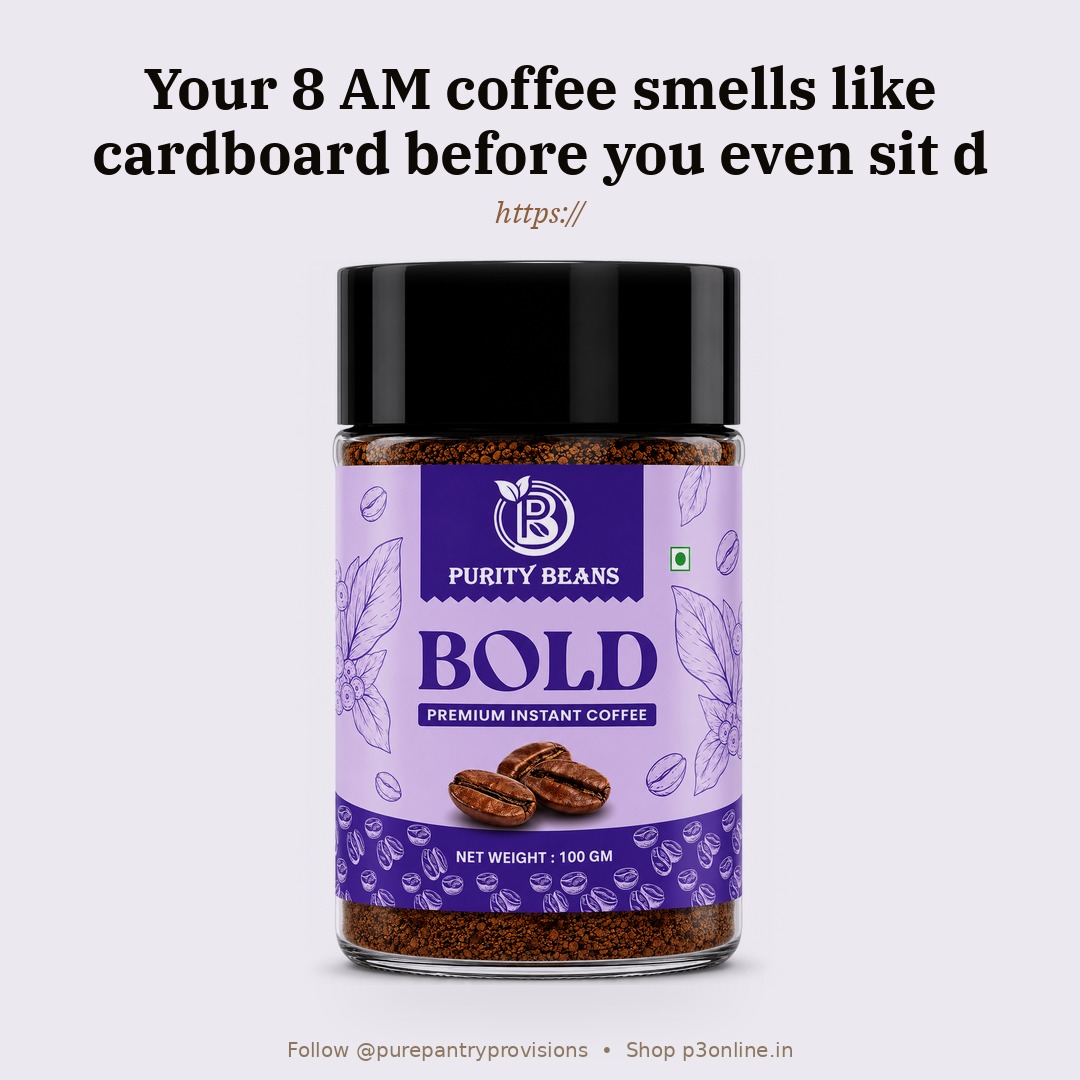 Your 8 AM coffee smells like
cardboard before you even sit d
https://
PURITY BEANS
BOLD
PREMIUM INSTANT COFFEE
NET WEIGHT : 100 GM
Follow @purepantryprovisions • Shop p3online.in